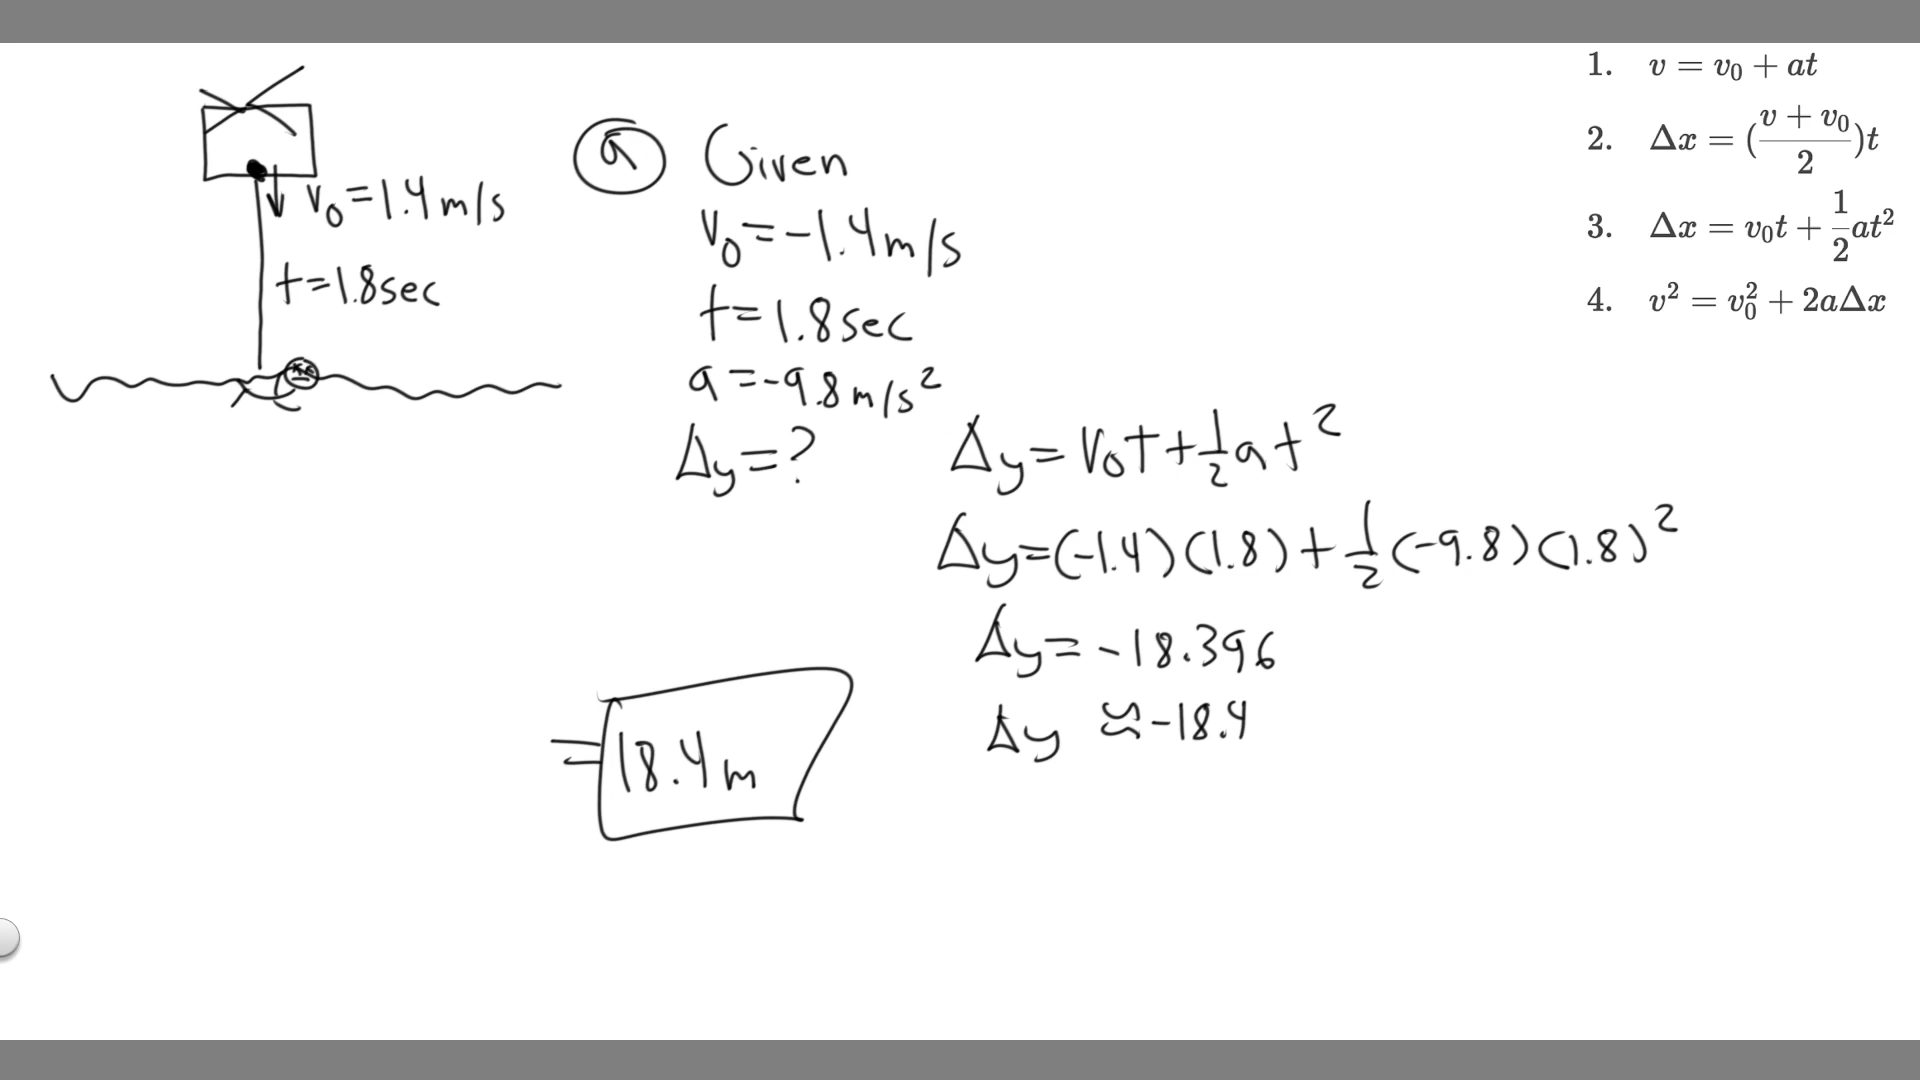 v₀=1.4m/s
t=1.8sec
a Given
v₀=-1.4m/s
t=1.8sec
a=-9.8m/s²
Δy=?
Δy=v₀t+½at²
Δy=(-1.4)(1.8)+½(-9.8)(1.8)²
Δy=-18.396
Δy≈-18.4
=18.4m
1. v = v₀ + at
2. Δx = (\frac{v + v₀}{2})t
3. Δx = v₀t + ½at²
4. v² = v₀² + 2aΔx